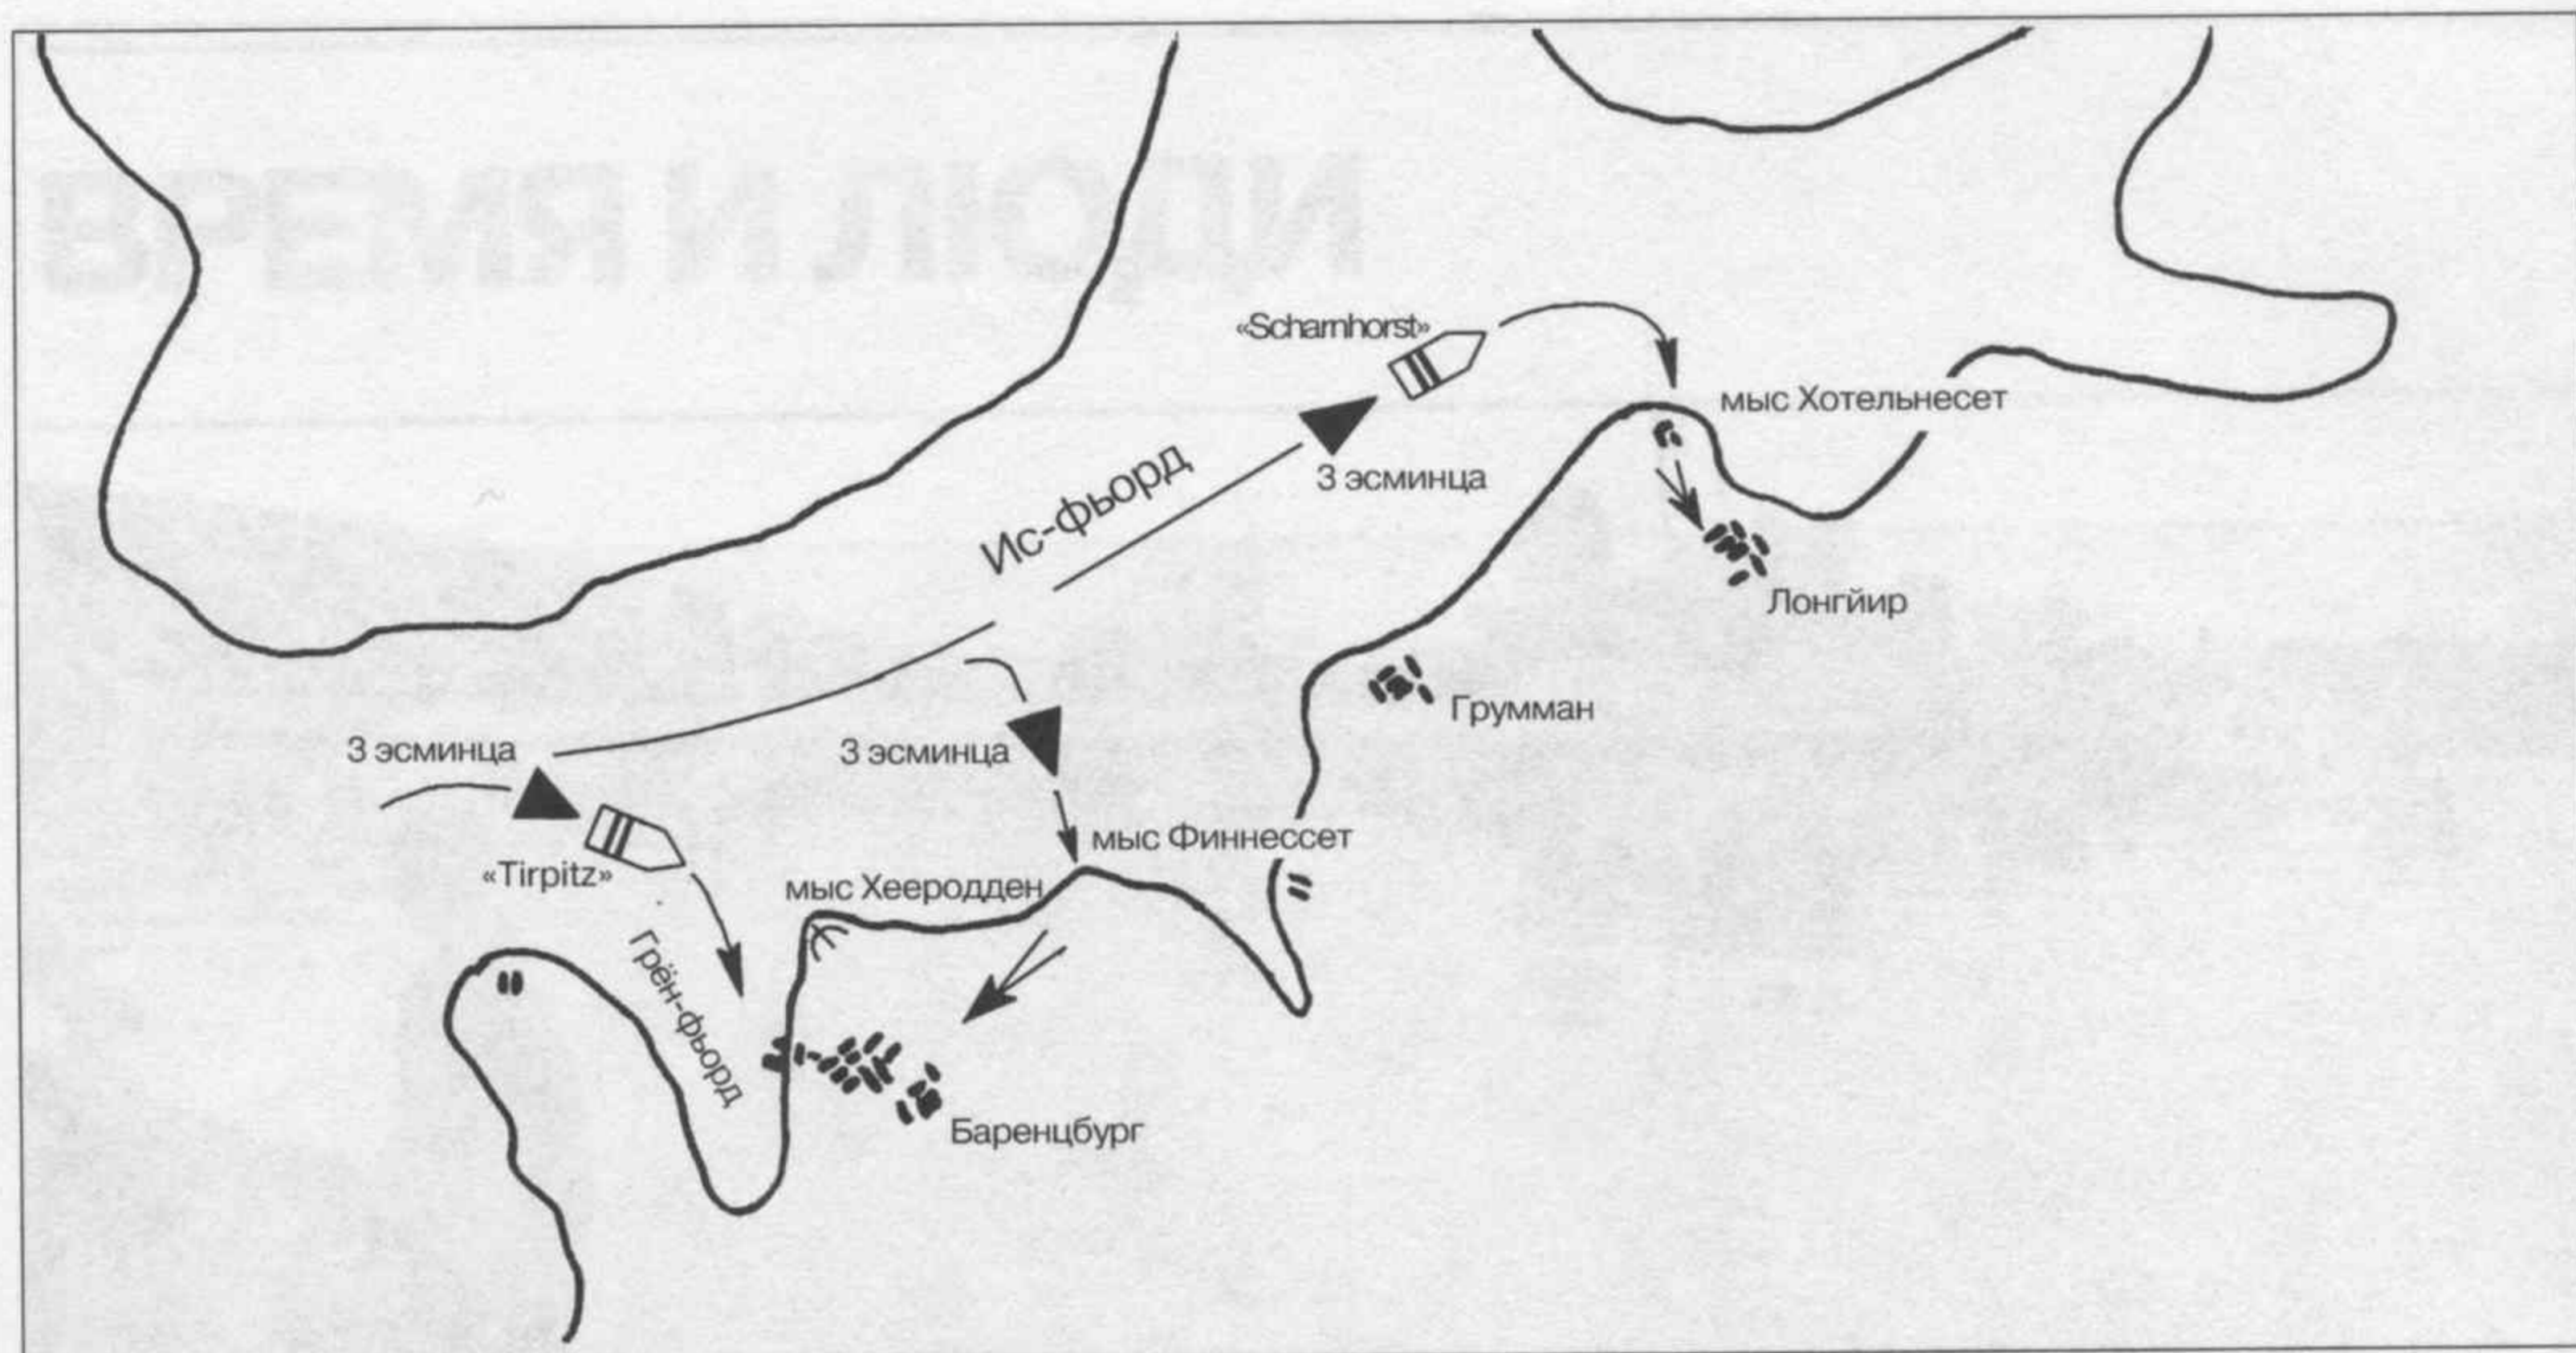 ВРЕМЯ И ЛЮДИ
«Scharnhorst»
мыс Хотельнесет
3 эсминца
Ис-фьорд
Лонгйир
Грумман
3 эсминца
3 эсминца
мыс Финнессет
«Tirpitz»
мыс Хееродден
Грён-фьорд
Баренцбург